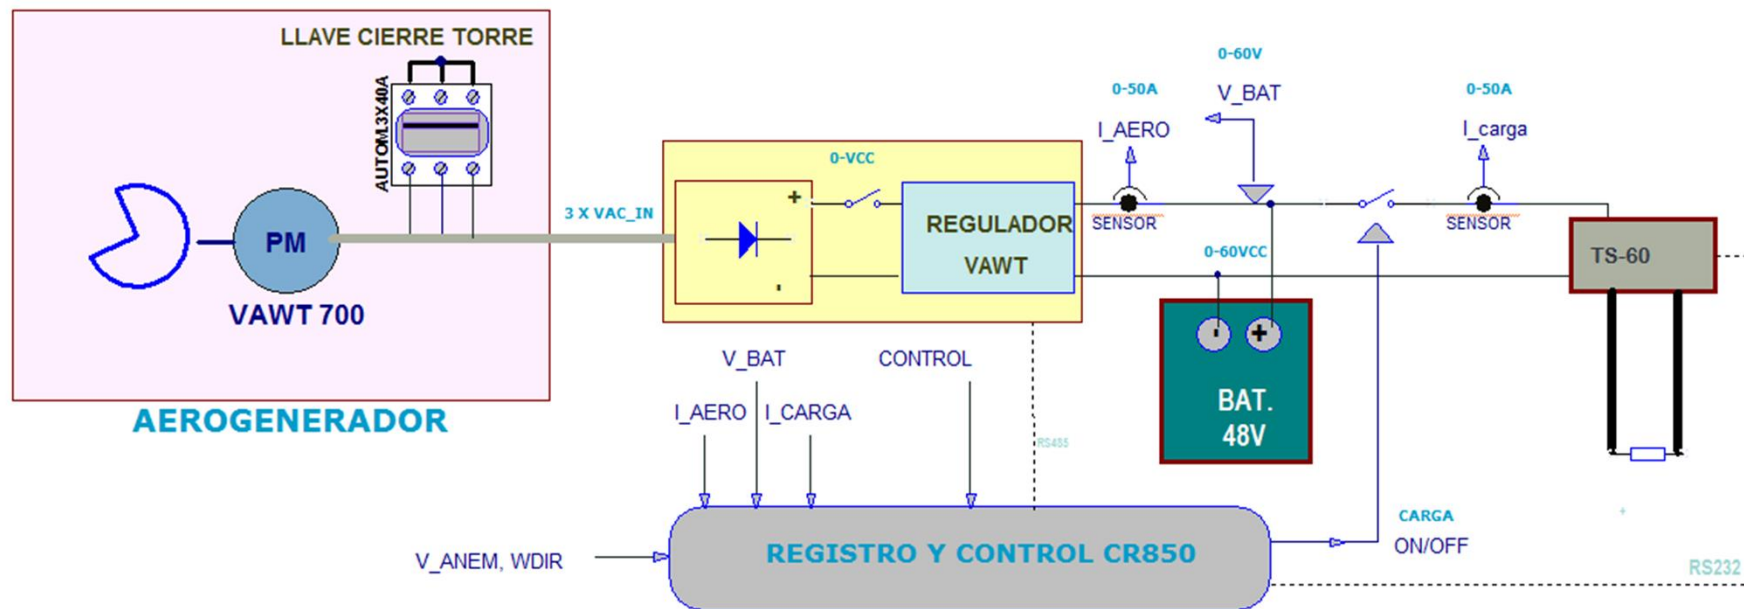 LLAVE CIERRE TORRE
AUTOM.3X40A
PM
VAWT 700
AEROGENERADOR
3 X VAC_IN
0-VCC
+
-
REGULADOR
VAWT
0-50A
I_AERO
SENSOR
0-60V
V_BAT
0-50A
I_carga
SENSOR
0-60VCC
TS-60
- +
BAT.
48V
V_BAT
CONTROL
I_AERO
I_CARGA
RS485
V_ANEM, WDIR
REGISTRO Y CONTROL CR850
CARGA
ON/OFF
RS232